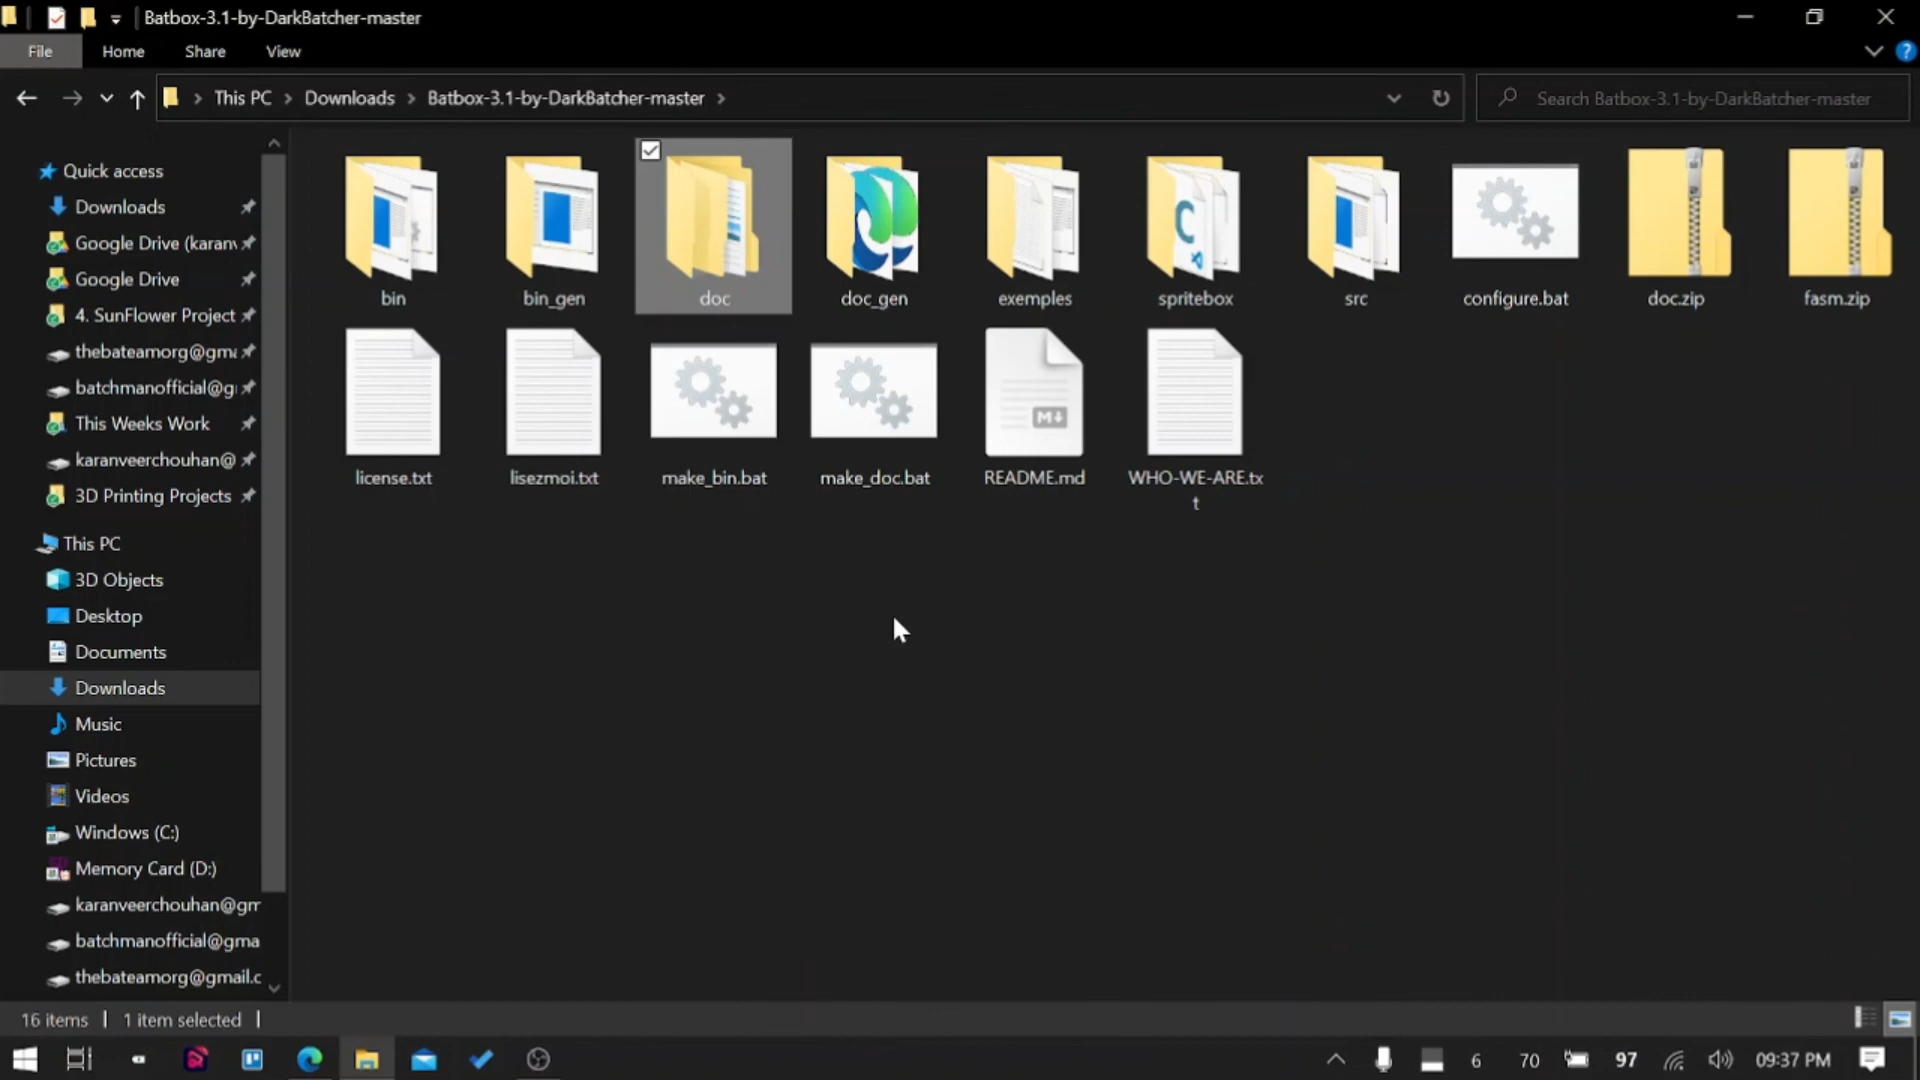 Batbox-3.1-by-DarkBatcher-master
File Home Share View
This PC Downloads Batbox-3.1-by-DarkBatcher-master
Search Batbox-3.1-by-DarkBatcher-master
Quick access
Downloads
Google Drive (karanv
Google Drive
4. SunFlower Project
thebateamorg@gma
batchmanofficial@g
This Weeks Work
karanveerchouhan@
3D Printing Projects
This PC
3D Objects
Desktop
Documents
Downloads
Music
Pictures
Videos
Windows (C:)
Memory Card (D:)
karanveerchouhan@gm
batchmanofficial@gma
thebateamorg@gmail.c
bin bin_gen doc doc_gen exemples spritebox src configure.bat doc.zip fasm.zip
license.txt lisezmoi.txt make_bin.bat make_doc.bat README.md WHO-WE-ARE.tx
t
16 items 1 item selected
6 70 97 09:37 PM